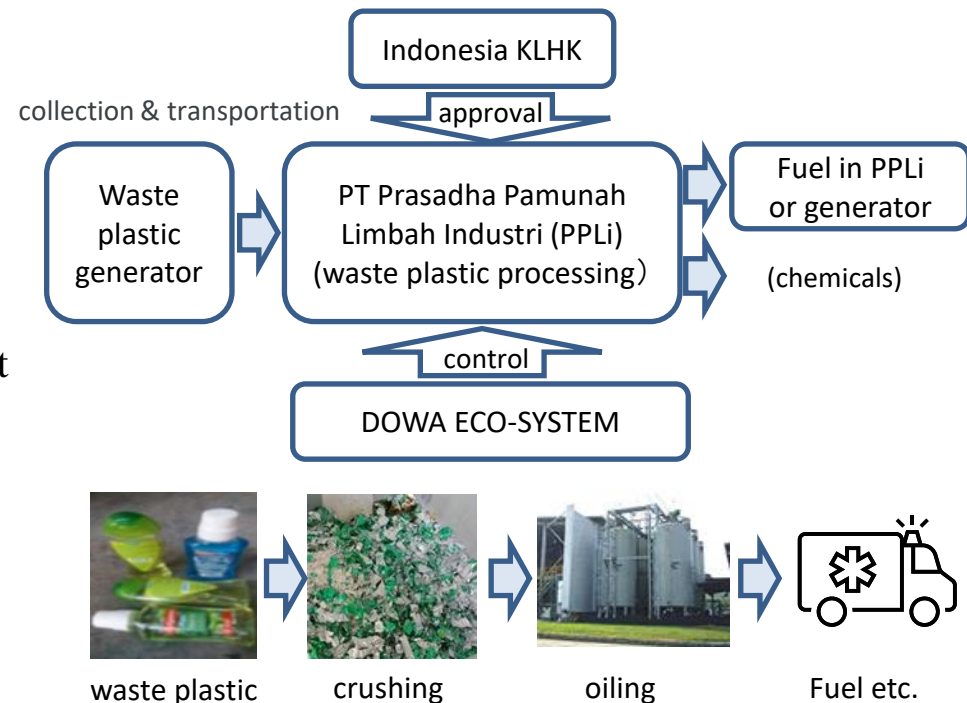 Indonesia KLHK
collection & transportation
approval
Waste
plastic
generator
PT Prasadha Pamunah
Limbah Industri (PPLi)
(waste plastic processing）
Fuel in PPLi
or generator
(chemicals)
t
control
DOWA ECO-SYSTEM
waste plastic
crushing
oiling
Fuel etc.